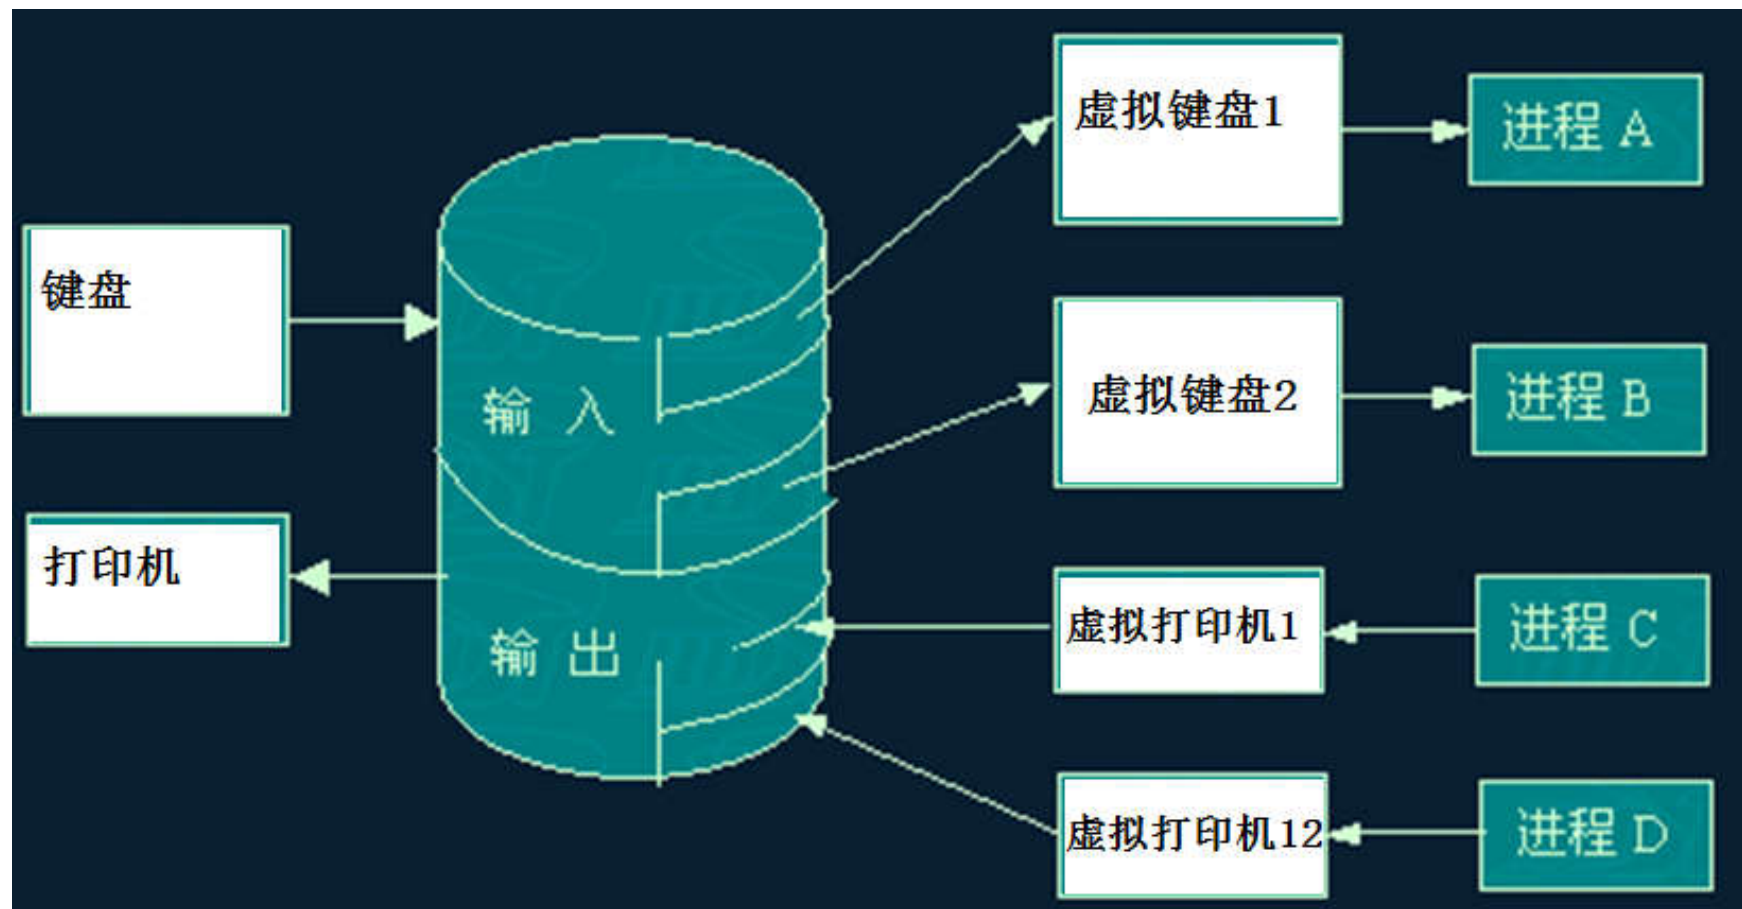 键盘
打印机
输 入
输 出
虚拟键盘1
进程 A
虚拟键盘2
进程 B
虚拟打印机1
进程 C
虚拟打印机12
进程 D